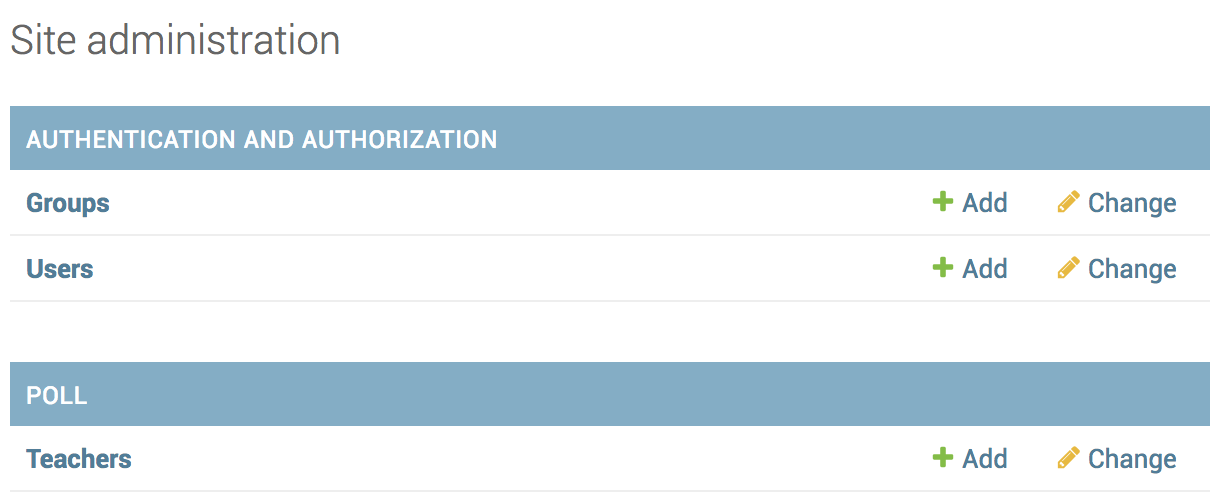 Site administration
AUTHENTICATION AND AUTHORIZATION
Groups Add Change
Users Add Change
POLL
Teachers Add Change